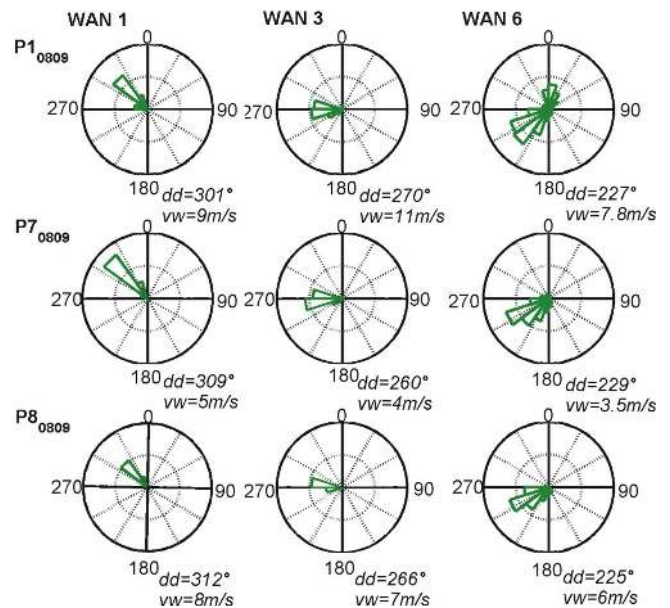 WAN 1 WAN 3 WAN 6
P1 0809
0 0 0
270 90 270 90 270 90
180 180 180
dd=301° dd=270° dd=227°
vw=9m/s vw=11m/s vw=7.8m/s
P7 0809
0 0 0
270 90 270 90 270 90
180 180 180
dd=309° dd=260° dd=229°
vw=5m/s vw=4m/s vw=3.5m/s
P8 0809
0 0 0
270 90 270 90 270 90
180 180 180
dd=312° dd=266° dd=225°
vw=8m/s vw=7m/s vw=6m/s